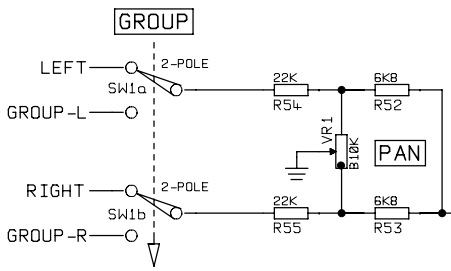 GROUP
LEFT
2-POLE
SW1a
GROUP-L
22K
R54
6K8
R52
VR1
B10K
PAN
RIGHT
2-POLE
SW1b
GROUP-R
22K
R55
6K8
R53